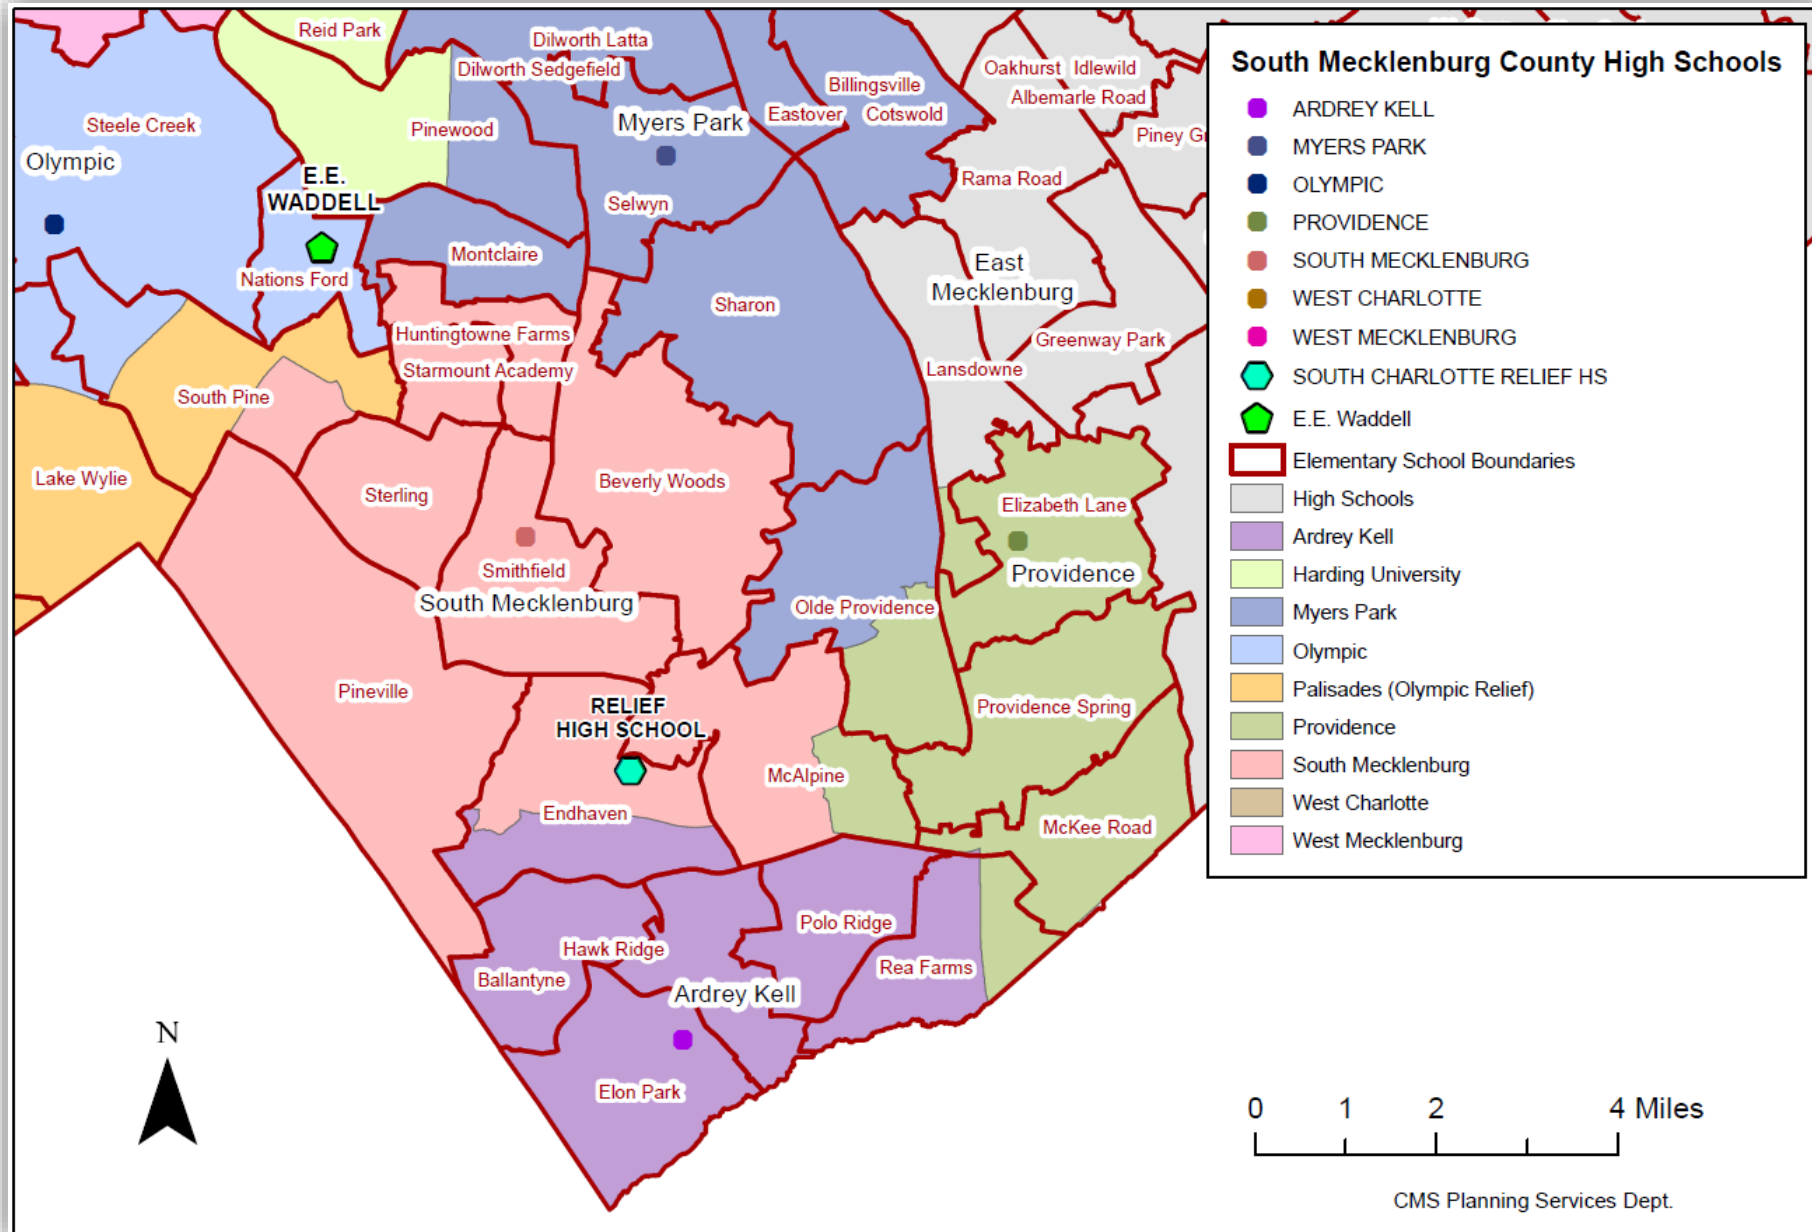 Reid Park
Dilworth Latta
Dilworth Sedgefield
Billingsville
Oakhurst
Idlewild
Albemarle Road
Steele Creek
Pinewood
Myers Park
Eastover
Cotswold
Olympic
E.E.
WADDELL
Rama Road
Selwyn
Montclaire
Nations Ford
East
Mecklenburg
Sharon
Huntingtowne Farms
Starmount Academy
Greenway Park
Lansdowne
South Pine
Lake Wylie
Sterling
Beverly Woods
Elizabeth Lane
Smithfield
Providence
South Mecklenburg
Olde Providence
Pineville
RELIEF
HIGH SCHOOL
Providence Spring
McAlpine
Endhaven
McKee Road
Polo Ridge
Hawk Ridge
Rea Farms
Ballantyne
Ardrey Kell
Elon Park
N
South Mecklenburg County High Schools
ARDREY KELL
MYERS PARK
OLYMPIC
PROVIDENCE
SOUTH MECKLENBURG
WEST CHARLOTTE
WEST MECKLENBURG
SOUTH CHARLOTTE RELIEF HS
E.E. Waddell
Elementary School Boundaries
High Schools
Ardrey Kell
Harding University
Myers Park
Olympic
Palisades (Olympic Relief)
Providence
South Mecklenburg
West Charlotte
West Mecklenburg
0 1 2 4 Miles
CMS Planning Services Dept.